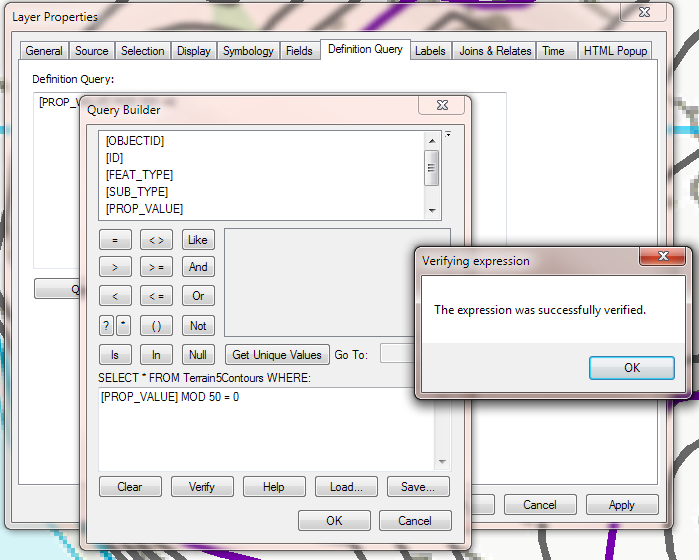 Layer Properties
General Source Selection Display Symbology Fields Definition Query Labels Joins & Relates Time HTML Popup
Definition Query:
Query Builder
[OBJECTID]
[ID]
[FEAT_TYPE]
[SUB_TYPE]
[PROP_VALUE]
= < > Like
> > = And
< < = Or
? * ( ) Not
Is In Null Get Unique Values Go To:
SELECT * FROM Terrain5Contours WHERE:
[PROP_VALUE] MOD 50 = 0
Clear Verify Help Load... Save...
OK Cancel
Verifying expression
The expression was successfully verified.
OK
Cancel Apply